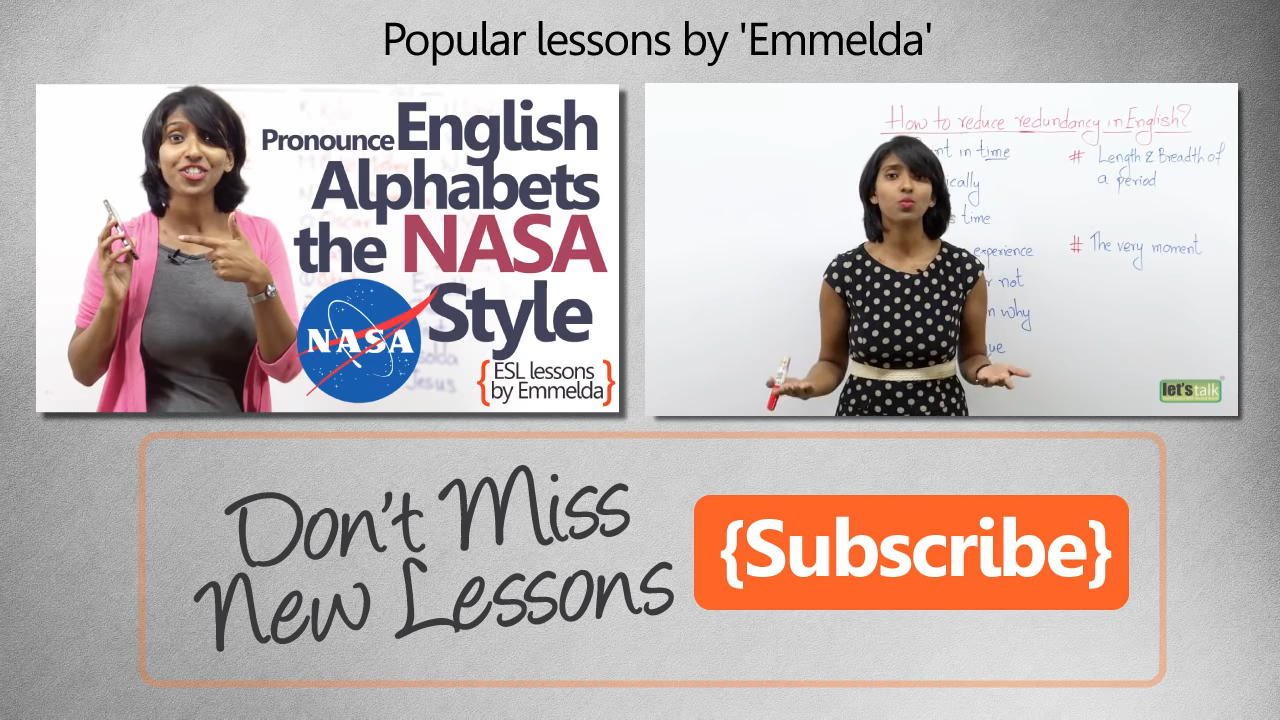 Popular lessons by 'Emmelda'
Pronounce English
Alphabets
the NASA
Style
NASA
{ESL lessons
by Emmelda}
How to reduce redundancy in English?
in time
time
experience
not
why
# Length & Breadth of
a period
# The very moment
let's talk
Don't Miss
New Lessons
{Subscribe}